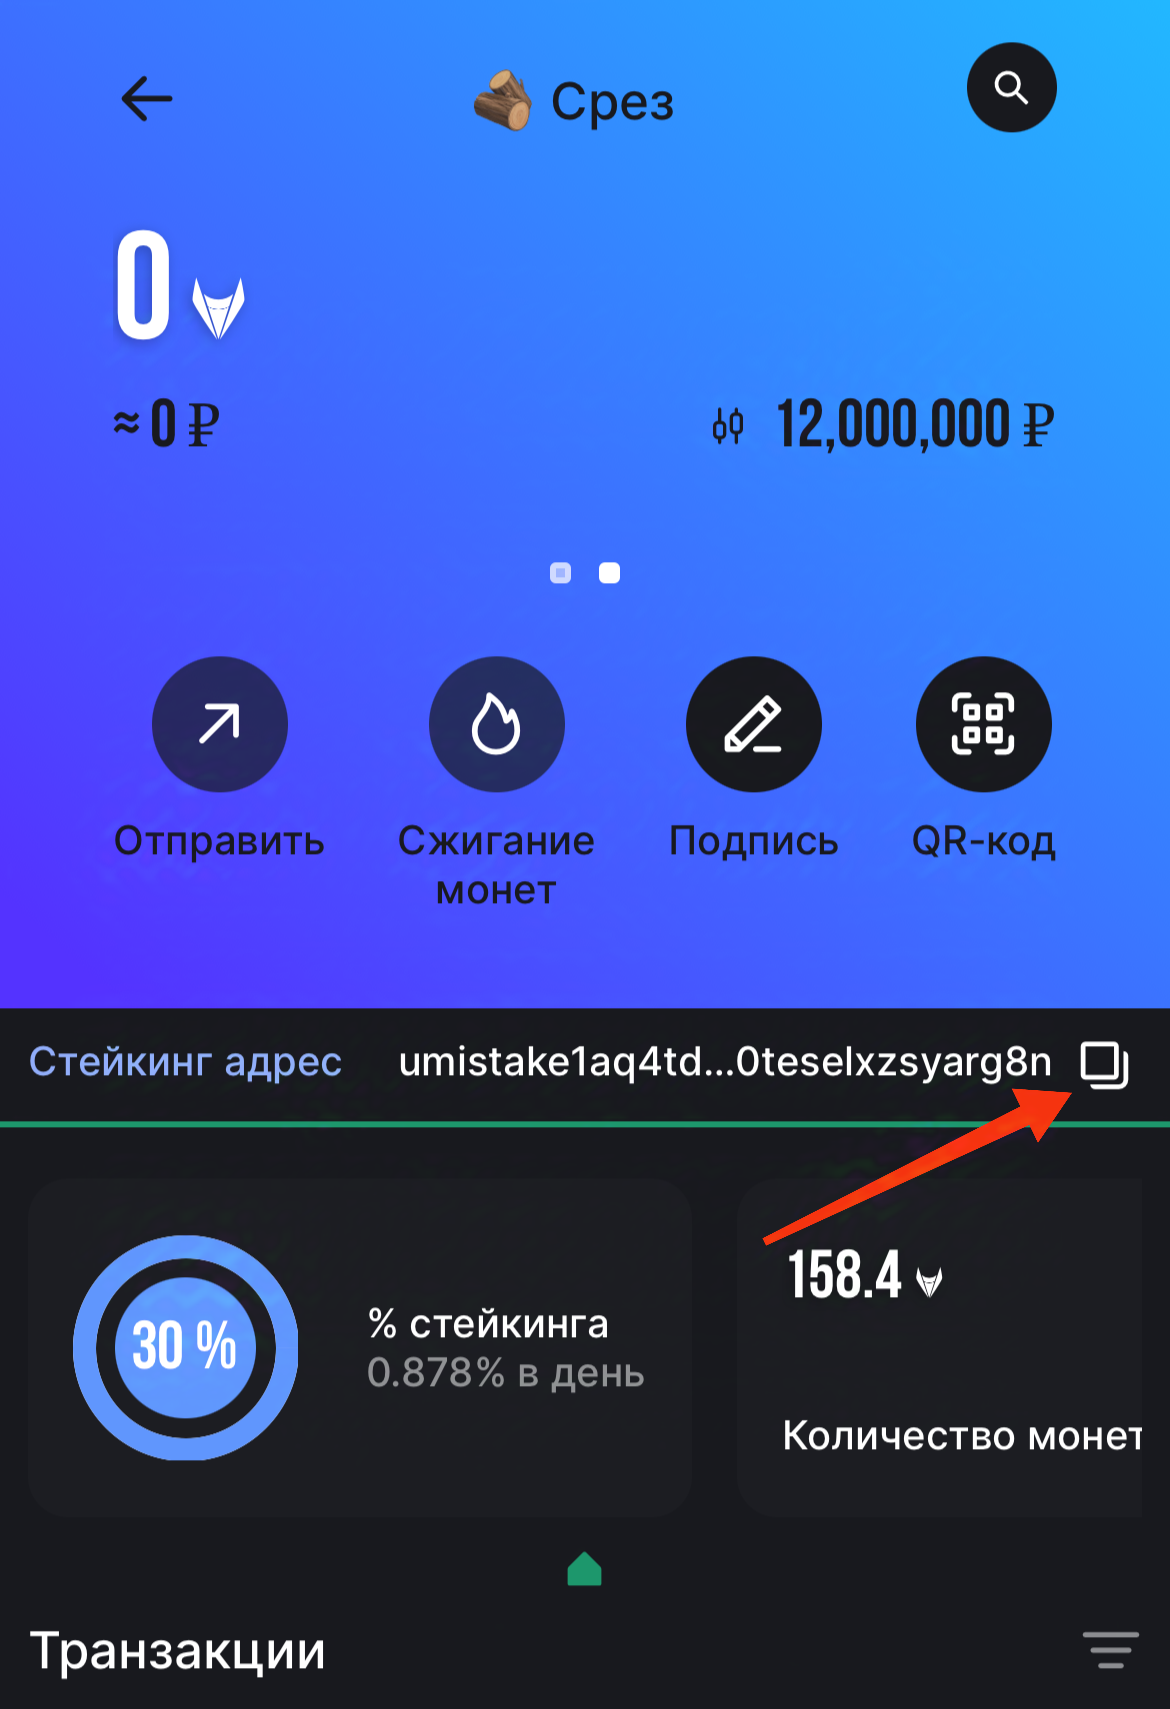 Срез
0
≈0 ₽
12,000,000 ₽
Отправить
Сжигание
монет
Подпись
QR-код
Стейкинг адрес
umistake1aq4td...0teselxzsyarg8n
30 %
% стейкинга
0.878% в день
158.4
Количество монет
Транзакции